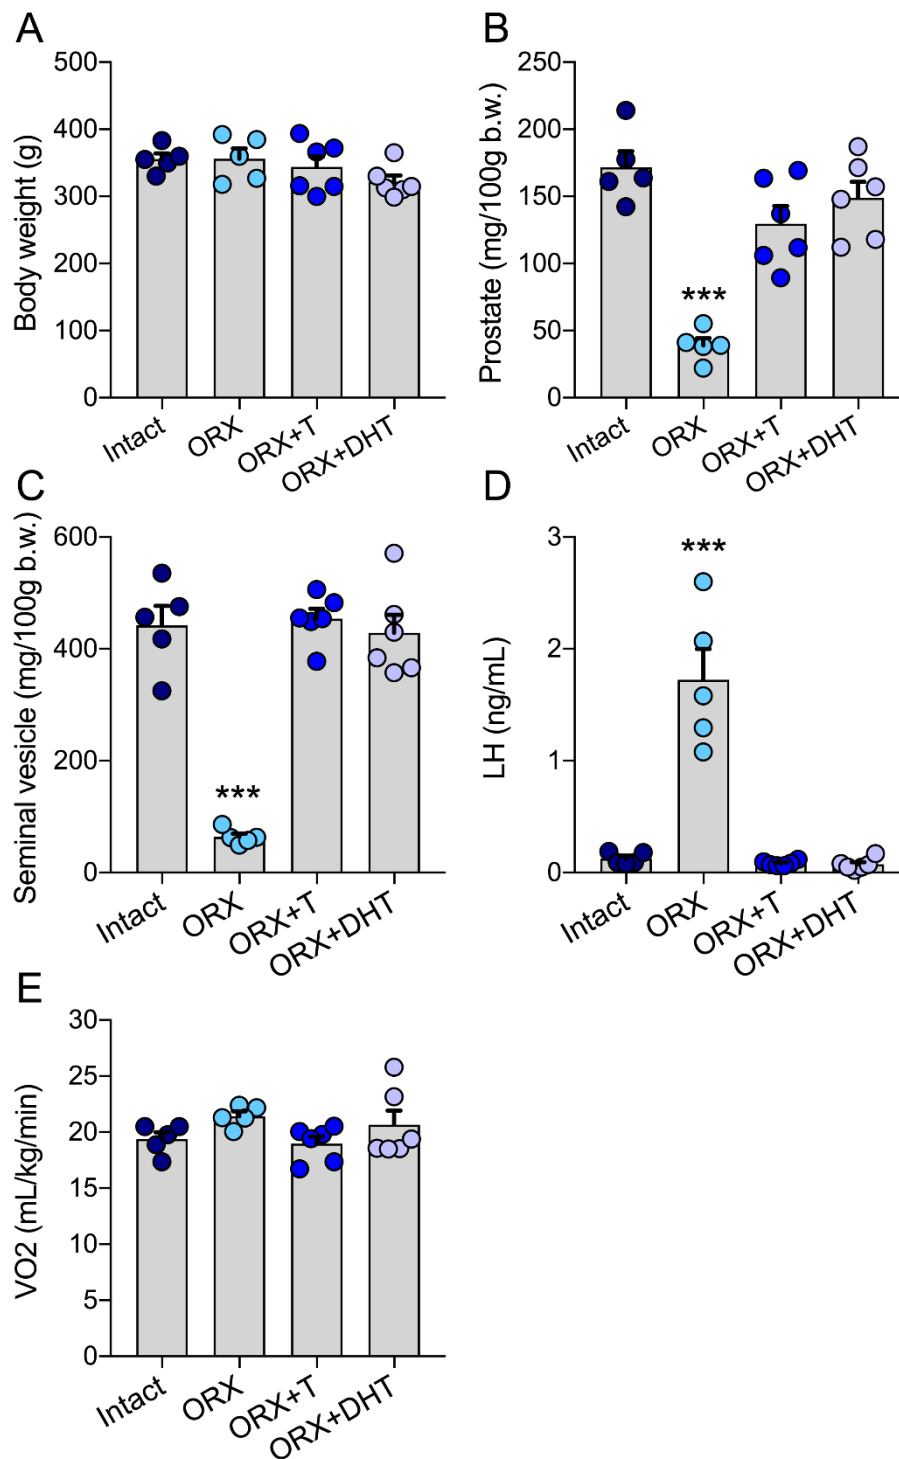 A
Body weight (g)
500
400
300
200
100
0
Intact
ORX
ORX+T
ORX+DHT
B
Prostate (mg/100g b.w.)
250
200
150
100
50
0
***
Intact
ORX
ORX+T
ORX+DHT
C
Seminal vesicle (mg/100g b.w.)
600
400
200
0
***
Intact
ORX
ORX+T
ORX+DHT
D
LH (ng/mL)
3
2
1
0
***
Intact
ORX
ORX+T
ORX+DHT
E
VO2 (mL/kg/min)
30
25
20
15
10
5
0
Intact
ORX
ORX+T
ORX+DHT